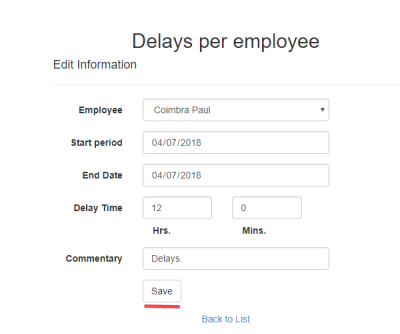 Delays per employee
Edit Information
Employee Coimbra Paul
Start period 04/07/2018
End Date 04/07/2018
Delay Time 12 0
Hrs. Mins.
Commentary Delays.
Save
Back to List